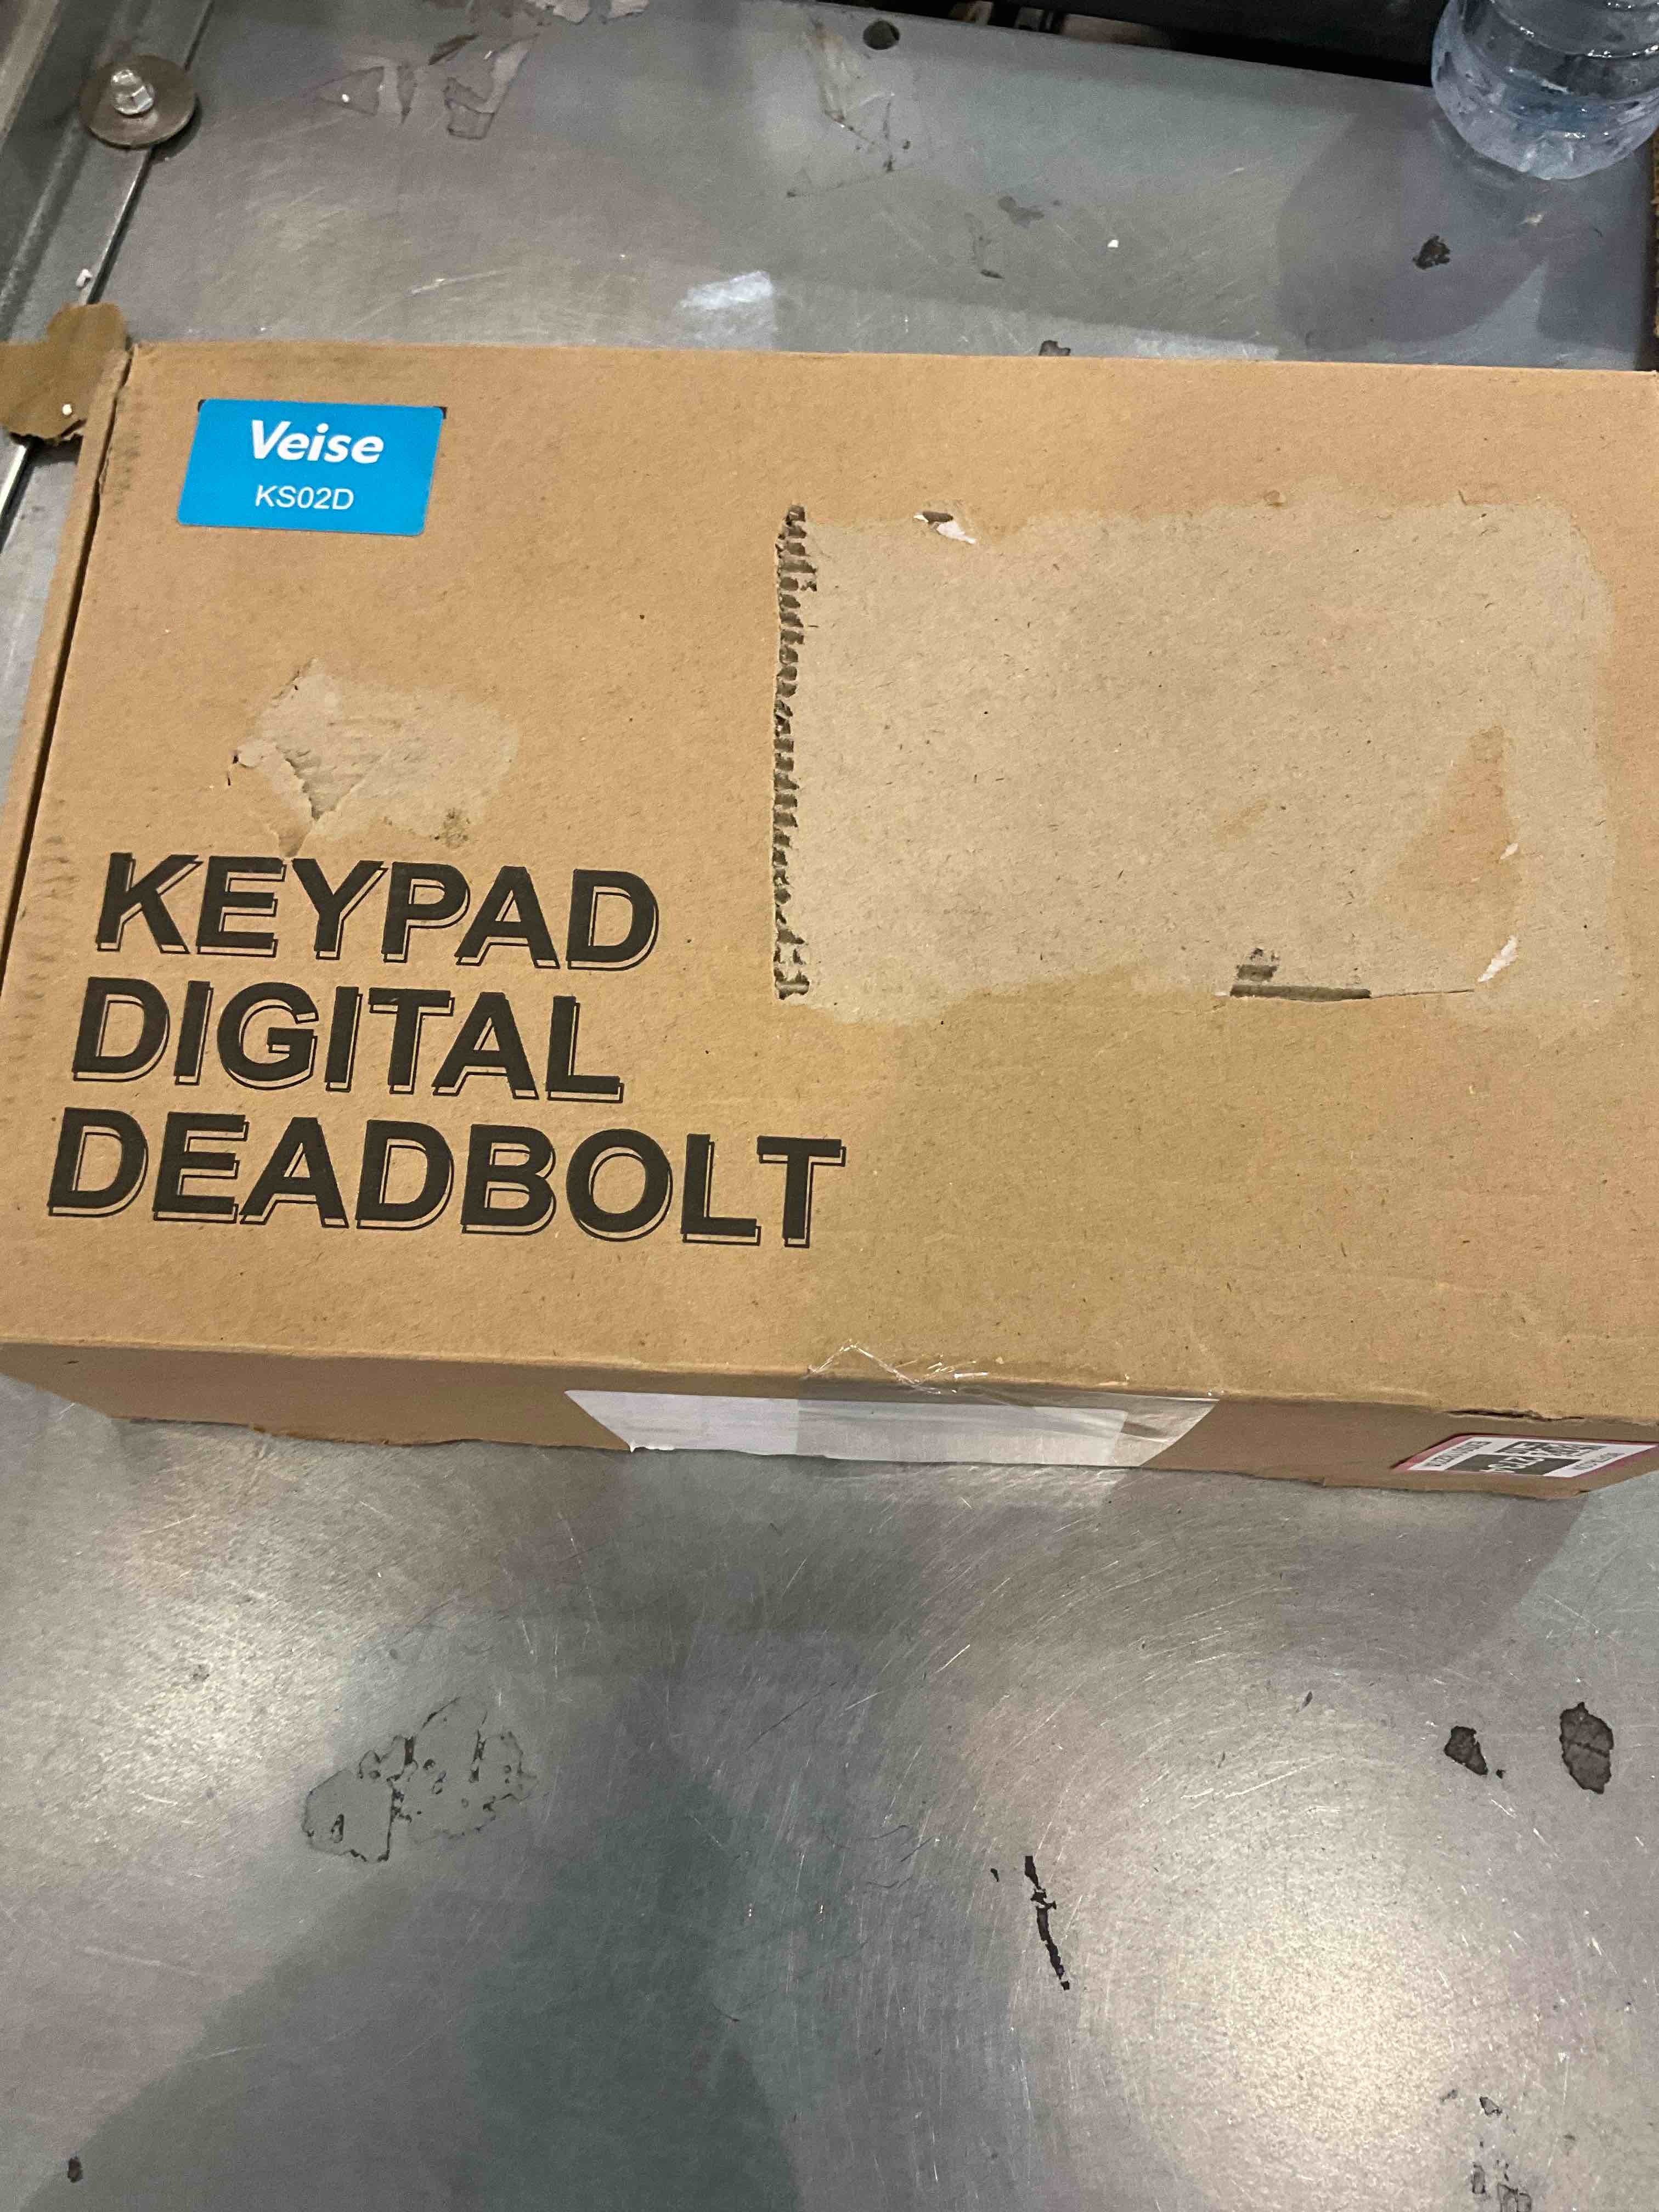 Veise
KS02D
KEYPAD
DIGITAL
DEADBOLT